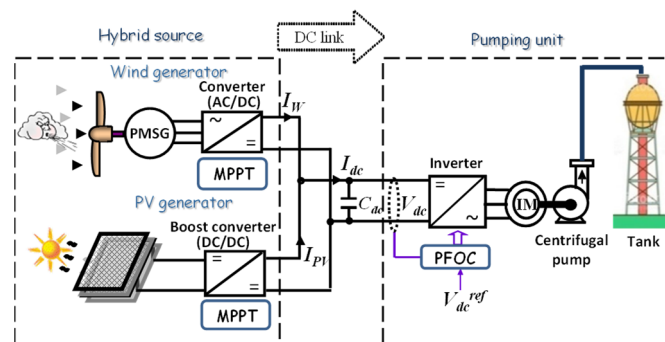 Hybrid source
DC link
Pumping unit
Wind generator
Converter
(AC/DC)
I_W
PMSG
~
=
MPPT
I_dc
Inverter
C_dc
V_dc
=
~
IM
PV generator
Boost converter
(DC/DC)
I_PV
=
=
MPPT
PFOC
V_dc^ref
Centrifugal
pump
Tank